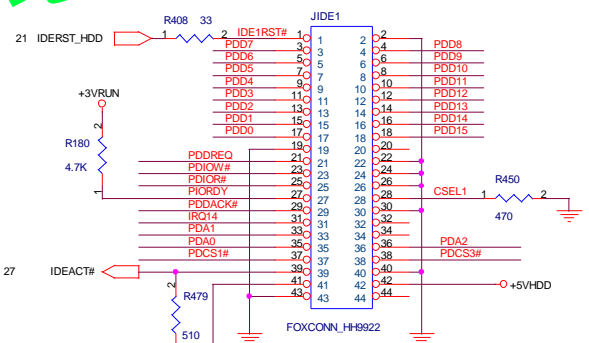 R408 33 JIDE1
21 IDERST_HDD 1 2 IDE1RST# 1 1 2 2
PDD7 3 3 4 4 PDD8
PDD6 5 5 6 6 PDD9
PDD5 7 7 8 8 PDD10
PDD4 9 9 10 10 PDD11
+3VRUN PDD3 11 11 12 12 PDD12
PDD2 13 13 14 14 PDD13
PDD1 15 15 16 16 PDD14
2 PDD0 17 17 18 18 PDD15
R180 19 19 20 20
4.7K PDDREQ 21 21 22 22
PDIOW# 23 23 24 24
PDIOR# 25 25 26 26
1 PIORDY 27 27 28 28 CSEL1 1 R450 2
PDDACK# 29 29 30 30 470
IRQ14 31 31 32 32
PDA1 33 33 34 34
PDA0 35 35 36 36 PDA2
PDCS1# 37 37 38 38 PDCS3#
27 IDEACT# 39 39 40 40
2 R479 41 41 42 42 +5VHDD
43 43 44 44
510 FOXCONN_HH9922